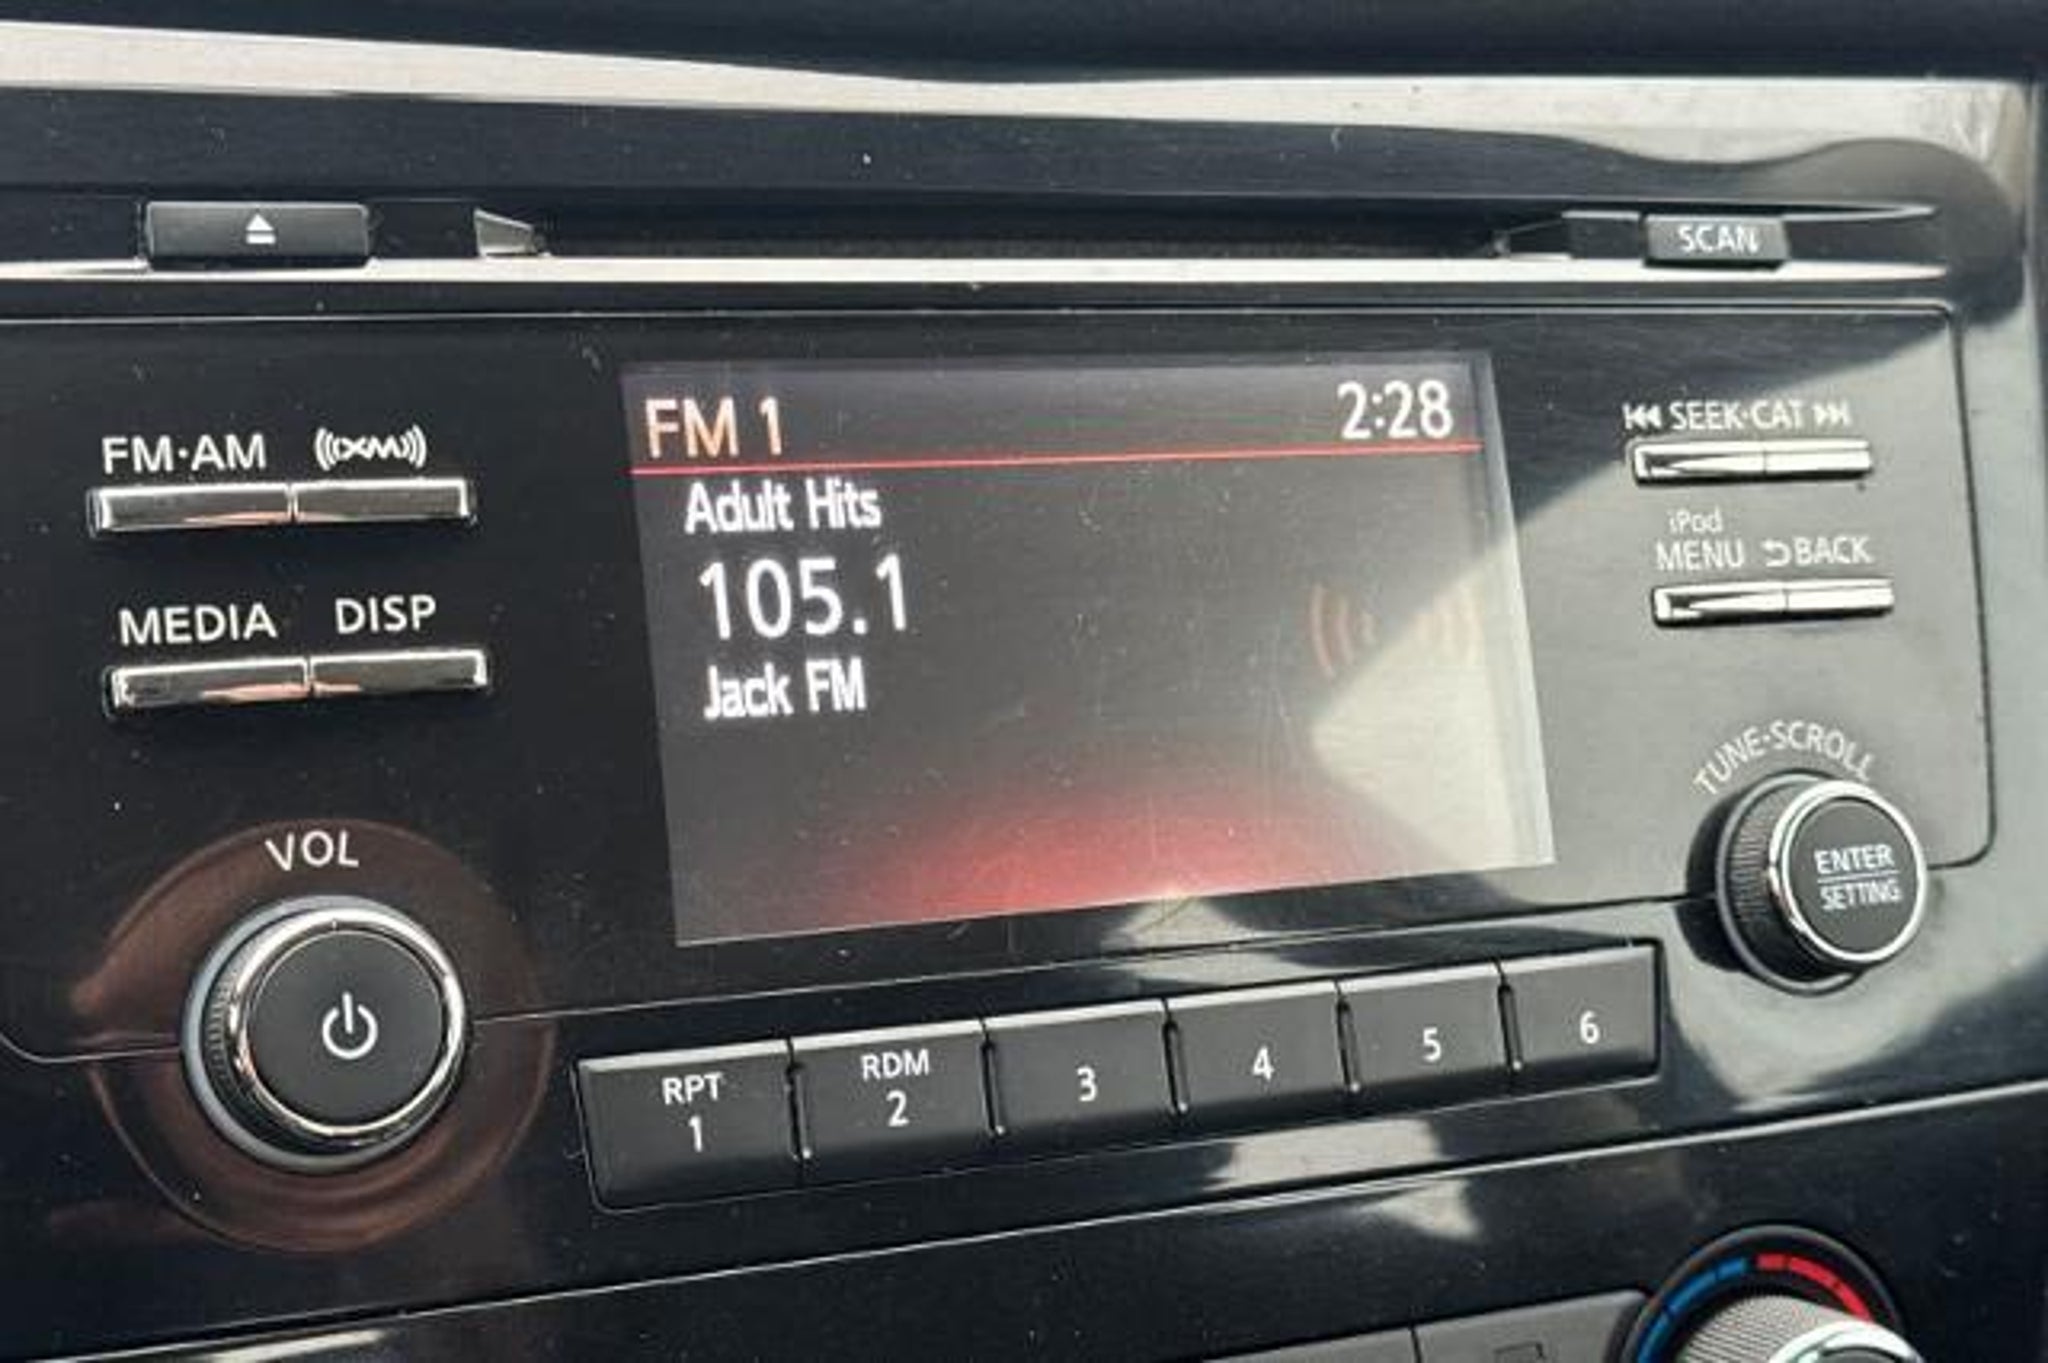 SCAN
FM·AM
XM
FM 1
2:28
SEEK·CAT
Adult Hits
iPod
MENU
BACK
105.1
MEDIA
DISP
Jack FM
TUNE·SCROLL
VOL
ENTER
SETTING
RPT
1
RDM
2
3
4
5
6